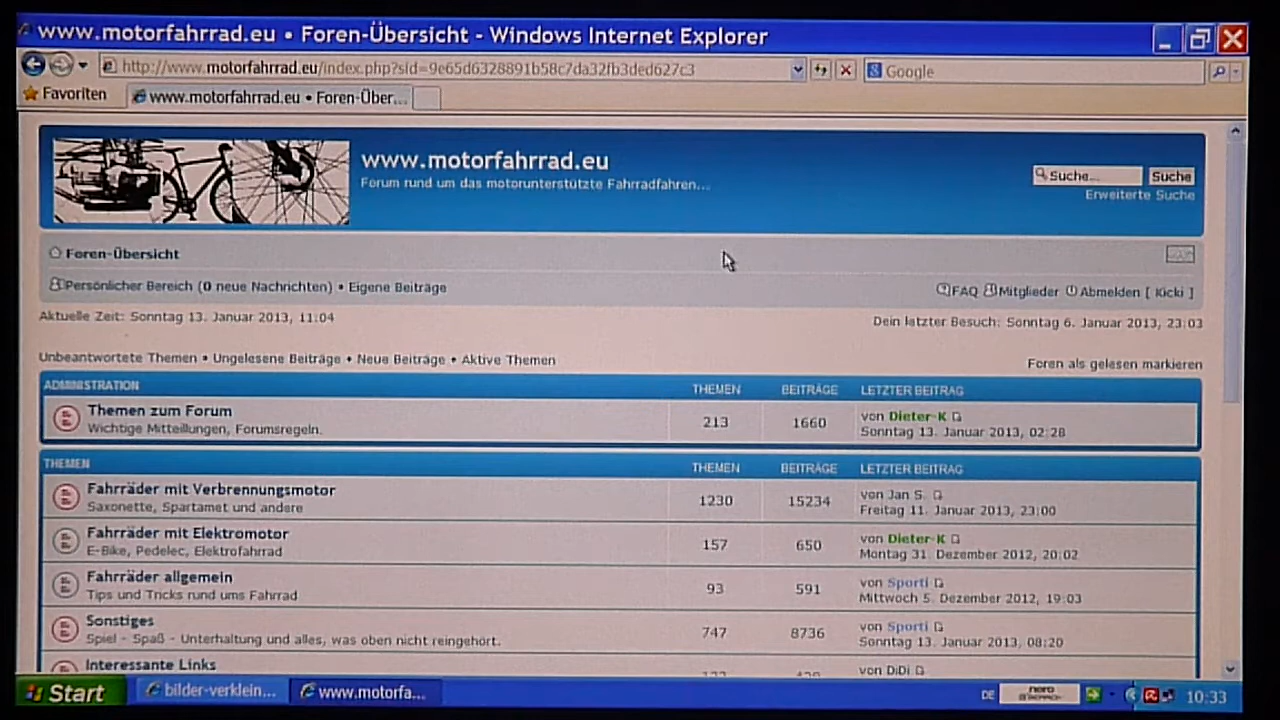 www.motorfahrrad.eu • Foren-Übersicht - Windows Internet Explorer
http://www.motorfahrrad.eu/index.php?sid=9e65d6328891b58c7da32fb3ded627c3
Google
Favoriten
www.motorfahrrad.eu • Foren-Über...
www.motorfahrrad.eu
Forum rund um das motorunterstützte Fahrradfahren...
Suche... Suche
Erweiterte Suche
Foren-Übersicht
Persönlicher Bereich (0 neue Nachrichten) • Eigene Beiträge
FAQ Mitglieder Abmelden [ Kicki ]
Aktuelle Zeit: Sonntag 13. Januar 2013, 11:04
Dein letzter Besuch: Sonntag 6. Januar 2013, 23:03
Unbeantwortete Themen • Ungelesene Beiträge • Neue Beiträge • Aktive Themen
Foren als gelesen markieren
ADMINISTRATION THEMEN BEITRÄGE LETZTER BEITRAG
Themen zum Forum
Wichtige Mitteilungen, Forumsregeln.
213 1660
von Dieter-K
Sonntag 13. Januar 2013, 02:28
THEMEN THEMEN BEITRÄGE LETZTER BEITRAG
Fahrräder mit Verbrennungsmotor
Saxonette, Spartamet und andere
1230 15234
von Jan S.
Freitag 11. Januar 2013, 23:00
Fahrräder mit Elektromotor
E-Bike, Pedelec, Elektrofahrrad
157 650
von Dieter-K
Montag 31. Dezember 2012, 20:02
Fahrräder allgemein
Tips und Tricks rund ums Fahrrad
93 591
von Sporti
Mittwoch 5. Dezember 2012, 19:03
Sonstiges
Spiel - Spaß - Unterhaltung und alles, was oben nicht reingehört.
747 8736
von Sporti
Sonntag 13. Januar 2013, 08:20
Interessante Links
von DiDi
Start bilder-verklein... www.motorfa... DE nero 10:33